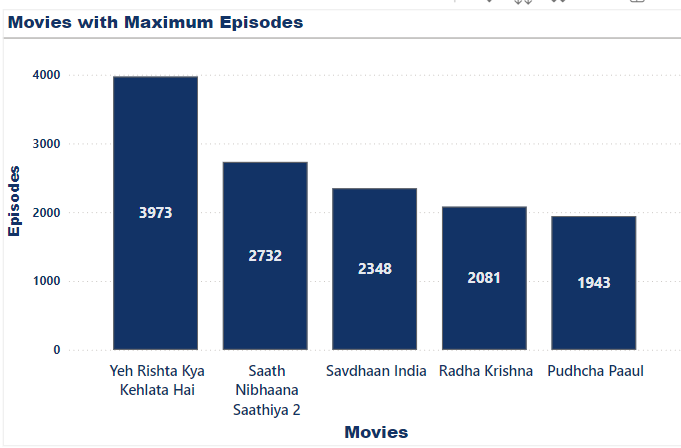 Movies with Maximum Episodes
4000
3000
2000
1000
0
Episodes
3973
2732
2348
2081
1943
Yeh Rishta Kya
Kehlata Hai
Saath
Nibhaana
Saathiya 2
Savdhaan India
Radha Krishna
Pudhcha Paaul
Movies